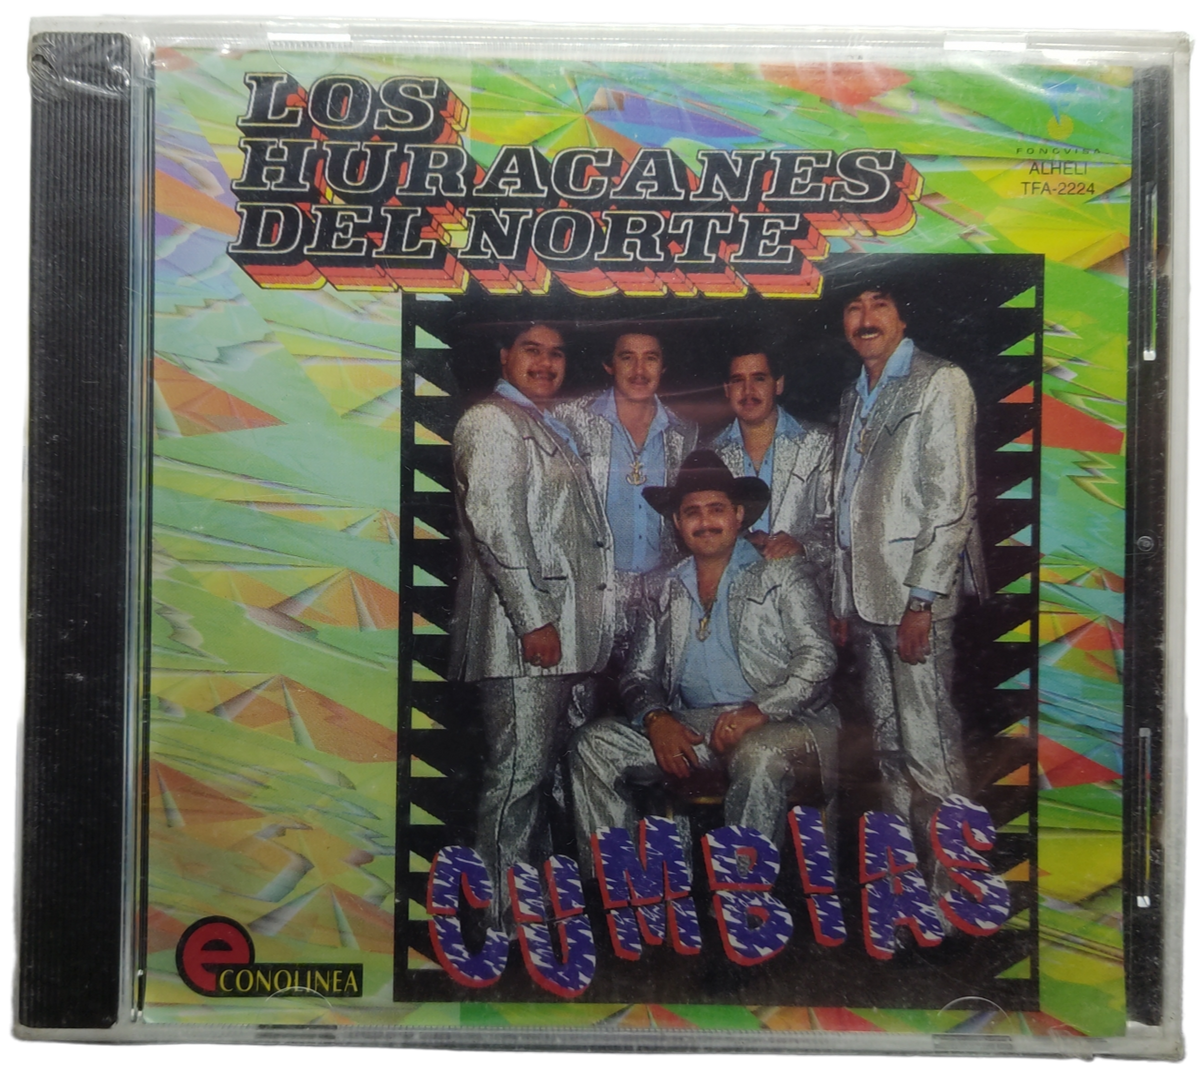 LOS
HURACANES
DEL NORTE
FONOVISA
ALHELI
TFA-2224
CUMBIAS
eCONOLINEA